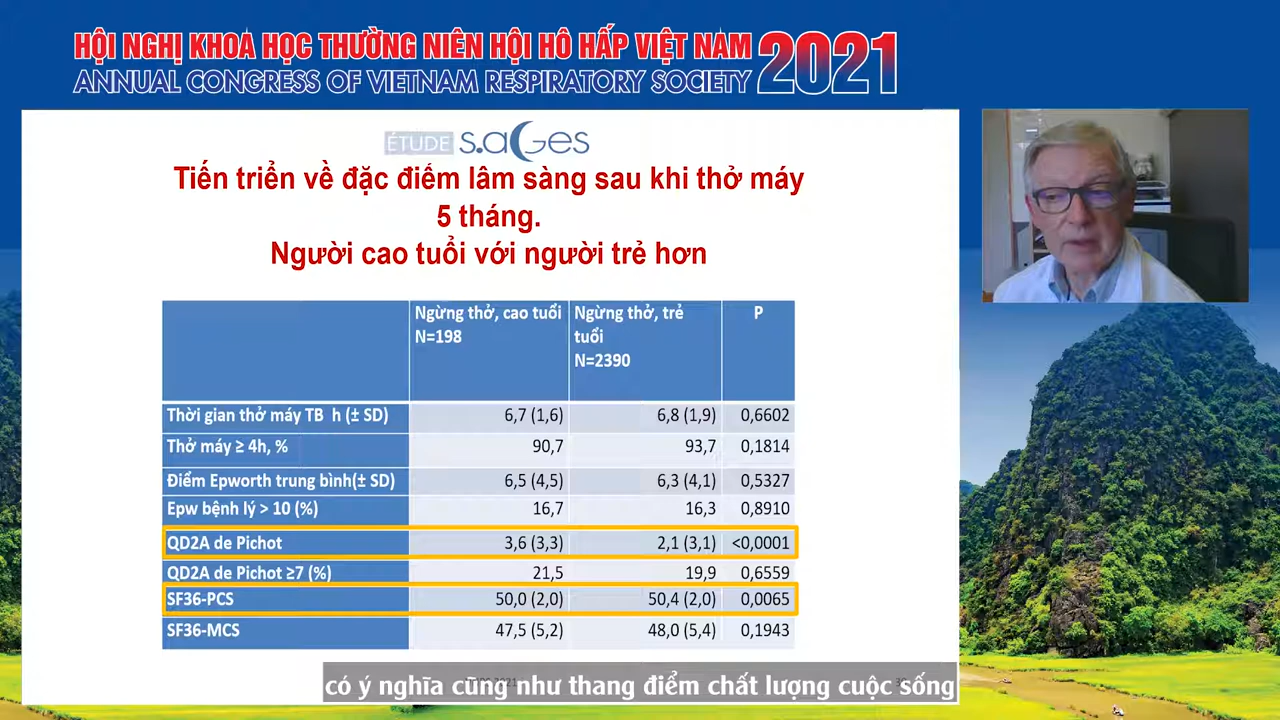 HỘI NGHỊ KHOA HỌC THƯỜNG NIÊN HỘI HÔ HẤP VIỆT NAM 2021
ANNUAL CONGRESS OF VIETNAM RESPIRATORY SOCIETY
ÉTUDE s.aGes
Tiến triển về đặc điểm lâm sàng sau khi thở máy
5 tháng.
Người cao tuổi với người trẻ hơn
Ngừng thở, cao tuổi
N=198
Ngừng thở, trẻ
tuổi
N=2390
P
Thời gian thở máy TB h (± SD) 6,7 (1,6) 6,8 (1,9) 0,6602
Thở máy ≥ 4h, % 90,7 93,7 0,1814
Điểm Epworth trung bình(± SD) 6,5 (4,5) 6,3 (4,1) 0,5327
Epw bệnh lý > 10 (%) 16,7 16,3 0,8910
QD2A de Pichot 3,6 (3,3) 2,1 (3,1) <0,0001
QD2A de Pichot ≥7 (%) 21,5 19,9 0,6559
SF36-PCS 50,0 (2,0) 50,4 (2,0) 0,0065
SF36-MCS 47,5 (5,2) 48,0 (5,4) 0,1943
có ý nghĩa cũng như thang điểm chất lượng cuộc sống